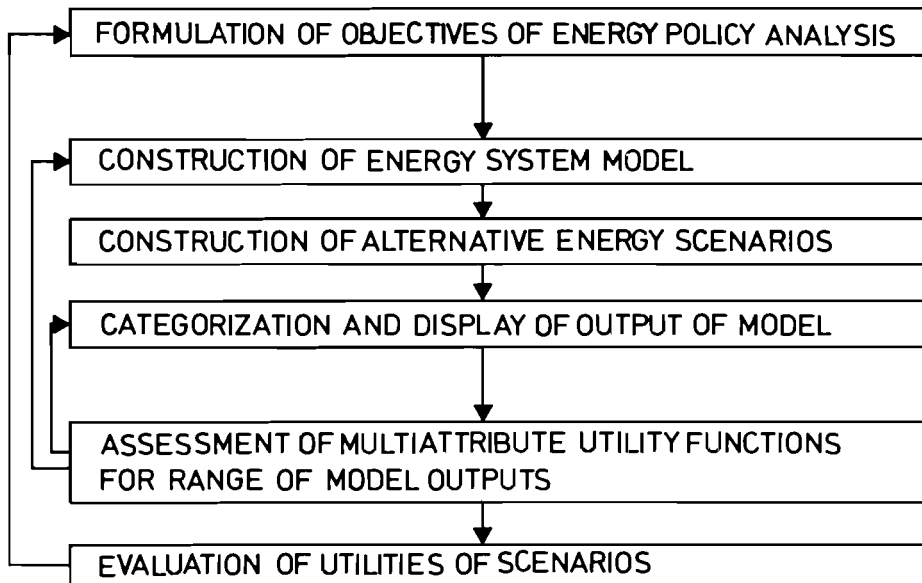 FORMULATION OF OBJECTIVES OF ENERGY POLICY ANALYSIS
CONSTRUCTION OF ENERGY SYSTEM MODEL
CONSTRUCTION OF ALTERNATIVE ENERGY SCENARIOS
CATEGORIZATION AND DISPLAY OF OUTPUT OF MODEL
ASSESSMENT OF MULTIATTRIBUTE UTILITY FUNCTIONS
FOR RANGE OF MODEL OUTPUTS
EVALUATION OF UTILITIES OF SCENARIOS